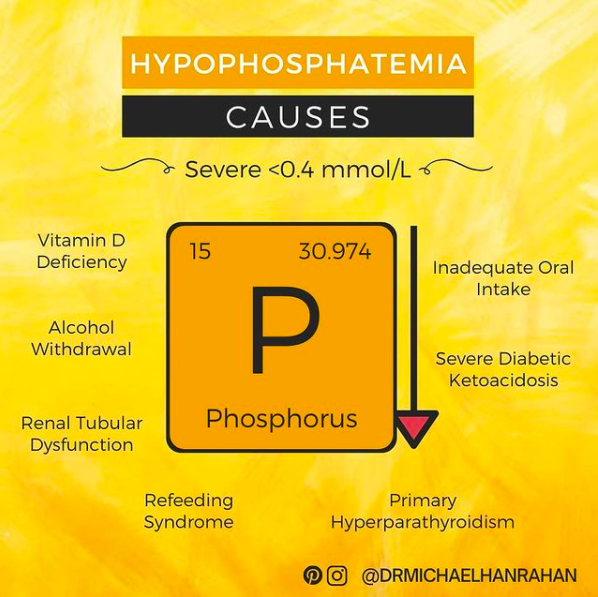 HYPOPHOSPHATEMIA
CAUSES
Severe <0.4 mmol/L
Vitamin D
Deficiency
Alcohol
Withdrawal
Renal Tubular
Dysfunction
15
30.974
P
Phosphorus
Inadequate Oral
Intake
Severe Diabetic
Ketoacidosis
Refeeding
Syndrome
Primary
Hyperparathyroidism
@DRMICHAELHANRAHAN